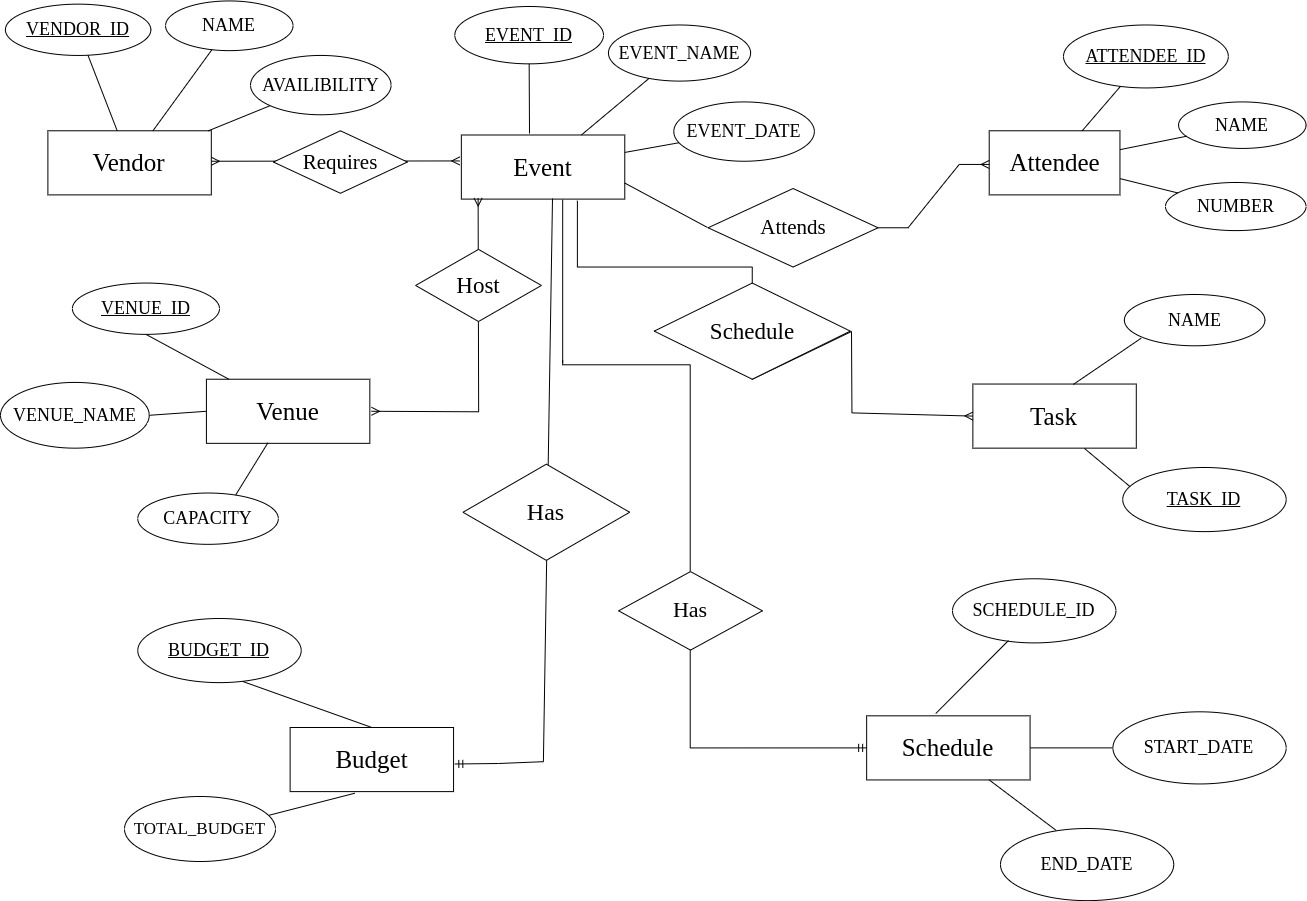 VENDOR_ID
NAME
EVENT_ID
EVENT_NAME
ATTENDEE_ID
AVAILIBILITY
EVENT_DATE
NAME
Vendor
Requires
Event
Attendee
NUMBER
Attends
Host
VENUE_ID
Schedule
NAME
VENUE_NAME
Venue
Task
CAPACITY
Has
TASK_ID
Has
SCHEDULE_ID
BUDGET_ID
Budget
Schedule
START_DATE
TOTAL_BUDGET
END_DATE